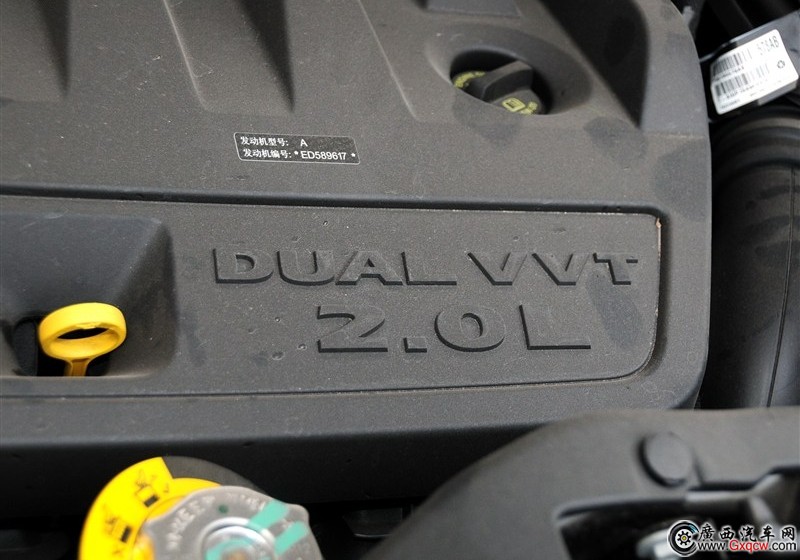 发动机型号: A
发动机编号: *ED589617*
DUAL VVT
2.0L
廣西汽车网
www.Gxqcw.com